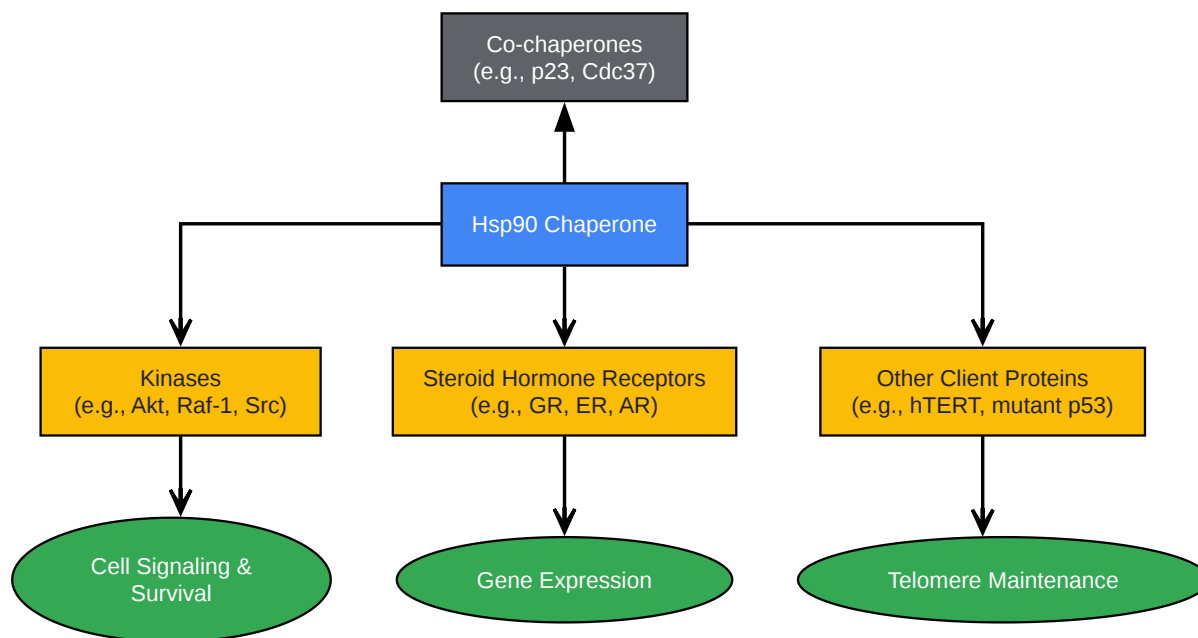 Co-chaperones
(e.g., p23, Cdc37)
Hsp90 Chaperone
Kinases
(e.g., Akt, Raf-1, Src)
Steroid Hormone Receptors
(e.g., GR, ER, AR)
Other Client Proteins
(e.g., hTERT, mutant p53)
Cell Signaling &
Survival
Gene Expression
Telomere Maintenance